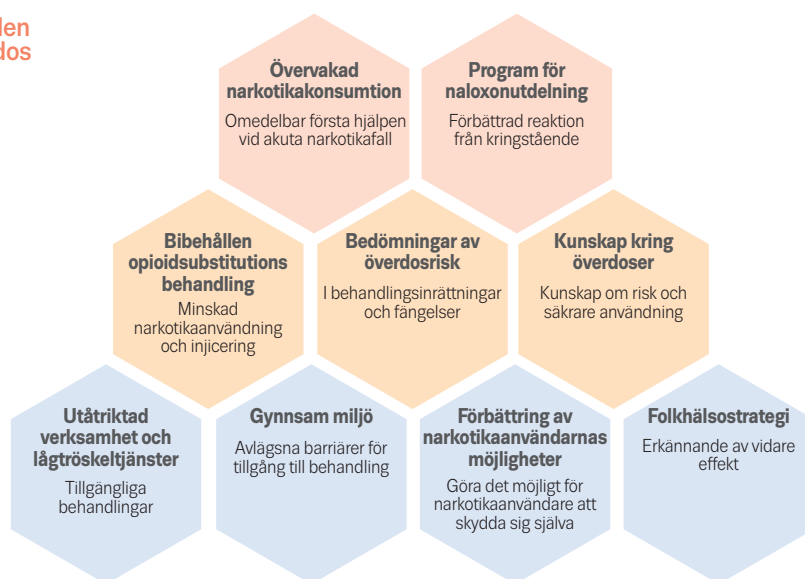 Övervakad
narkotikakonsumtion
Omedelbar första hjälpen
vid akuta narkotikafall
Program för
naloxonutdelning
Förbättrad reaktion
från kringstående
Bibehållen
opioidsubstitutions
behandling
Minskad
narkotikaanvändning
och injicering
Bedömningar av
överdosrisk
I behandlingsinrättningar
och fängelser
Kunskap kring
överdoser
Kunskap om risk och
säkrare användning
Utåtriktad
verksamhet och
lågtröskeltjänster
Tillgängliga
behandlingar
Gynnsam miljö
Avlägsna barriärer för
tillgång till behandling
Förbättring av
narkotikaanvändarnas
möjligheter
Göra det möjligt för
narkotikaanvändare att
skydda sig själva
Folkhälsostrategi
Erkännande av vidare
effekt